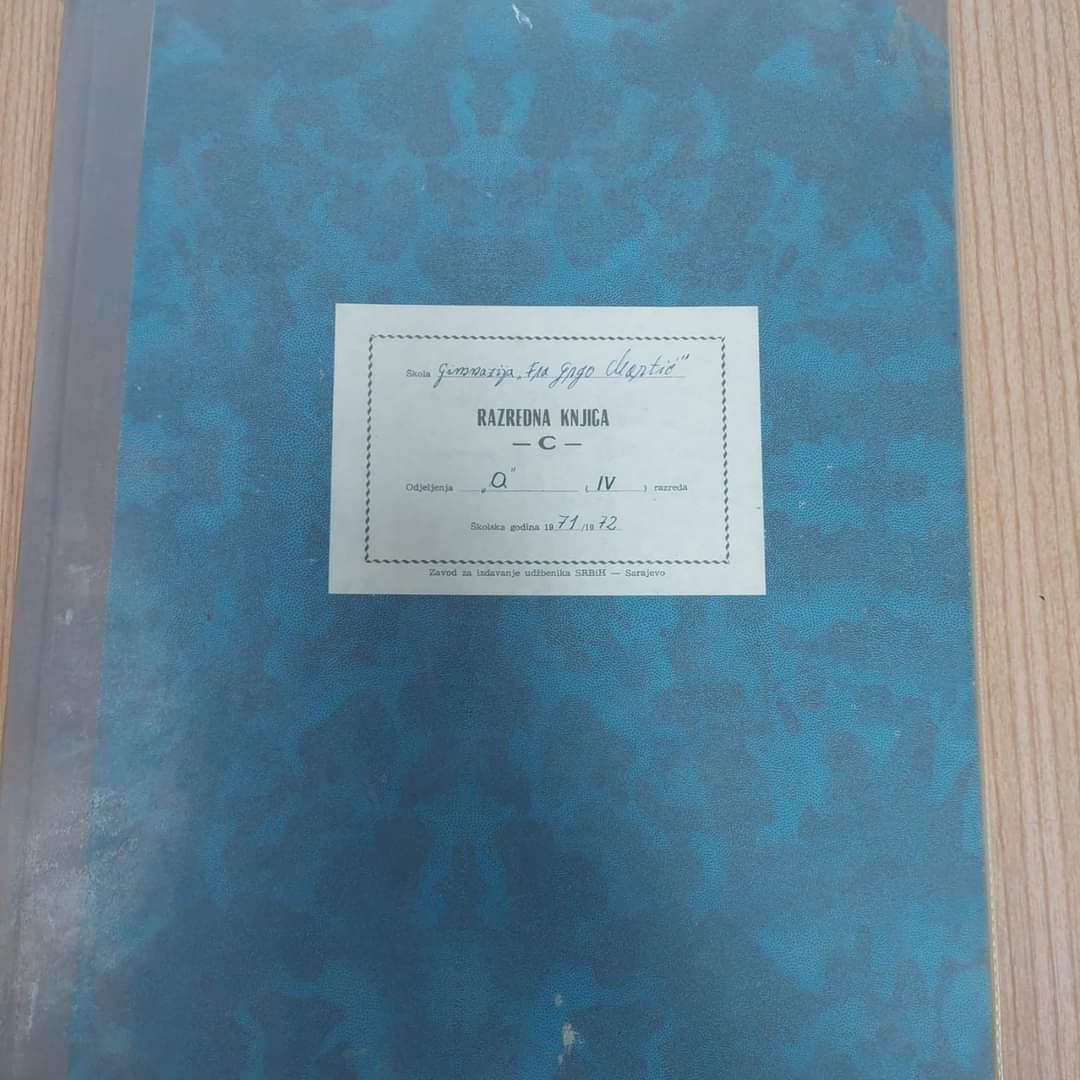 Škola Gimnazija „Fra Grgo Martić"
RAZREDNA KNJIGA
— C —
Odjeljenja „a" ( IV ) razreda
Školska godina 1971/1972
Zavod za izdavanje udžbenika SRBiH — Sarajevo